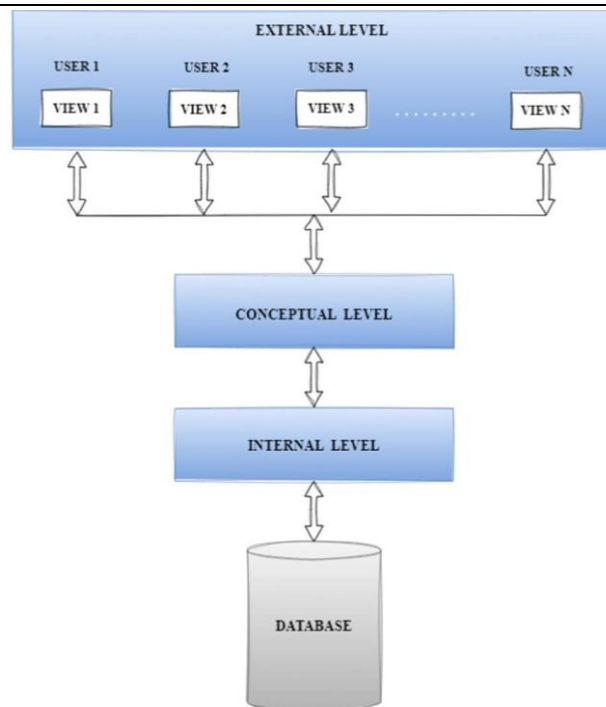 EXTERNAL LEVEL
USER 1 USER 2 USER 3 USER N
VIEW 1 VIEW 2 VIEW 3 ......... VIEW N
CONCEPTUAL LEVEL
INTERNAL LEVEL
DATABASE